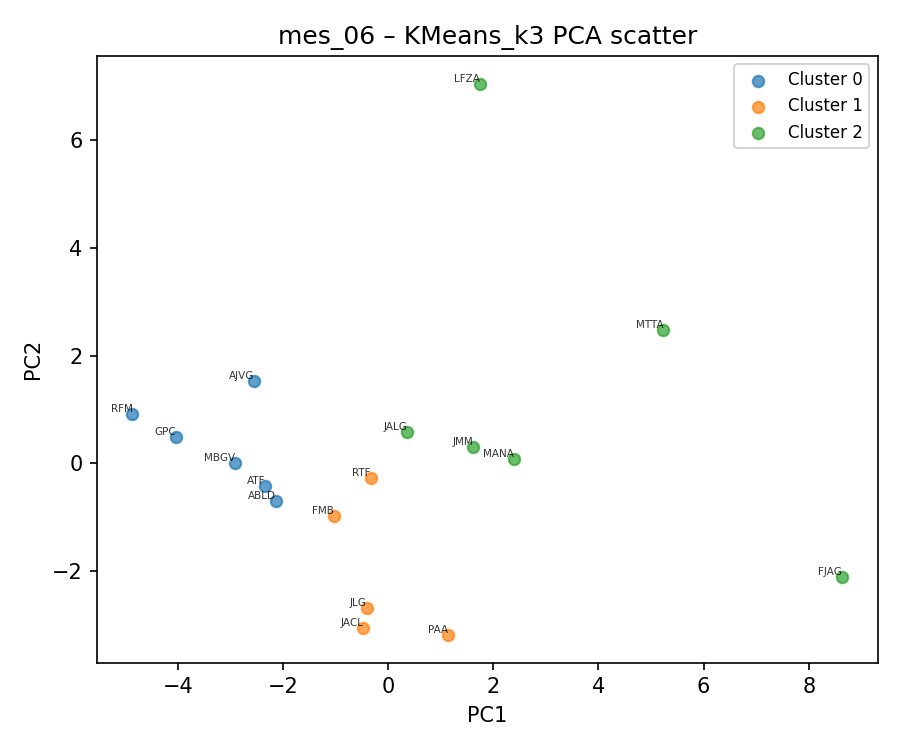 mes_06 – KMeans_k3 PCA scatter
Cluster 0
Cluster 1
Cluster 2
LFZA
MTTA
AJVG
RFM
GPC
JALG
JMM
MANA
MBGV
RTF
ATF
ABLD
FMB
FJAG
JLG
JACL
PAA
6
4
2
0
−2
PC2
−4
−2
0
2
4
6
8
PC1